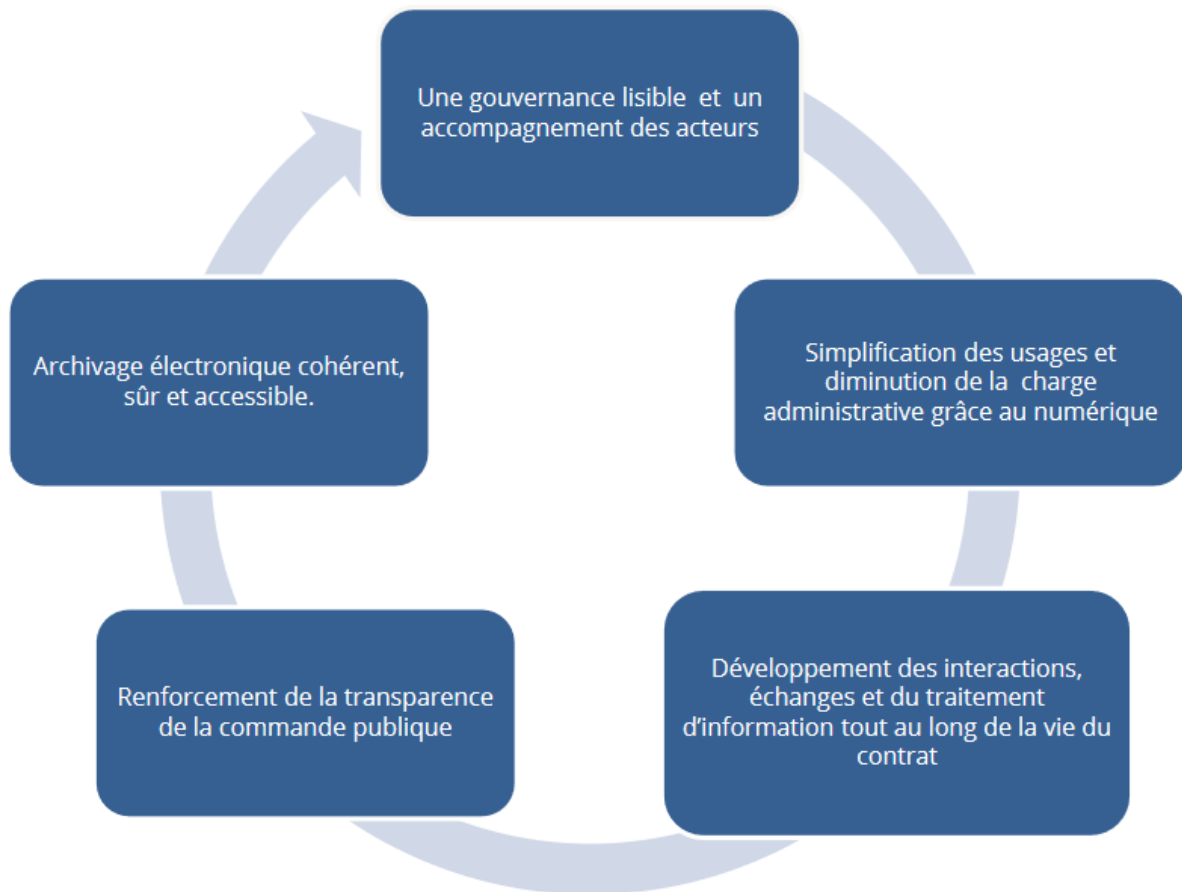 Une gouvernance lisible et un
accompagnement des acteurs
Simplification des usages et
diminution de la charge
administrative grâce au numérique
Développement des interactions,
échanges et du traitement
d'information tout au long de la vie du
contrat
Renforcement de la transparence
de la commande publique
Archivage électronique cohérent,
sûr et accessible.